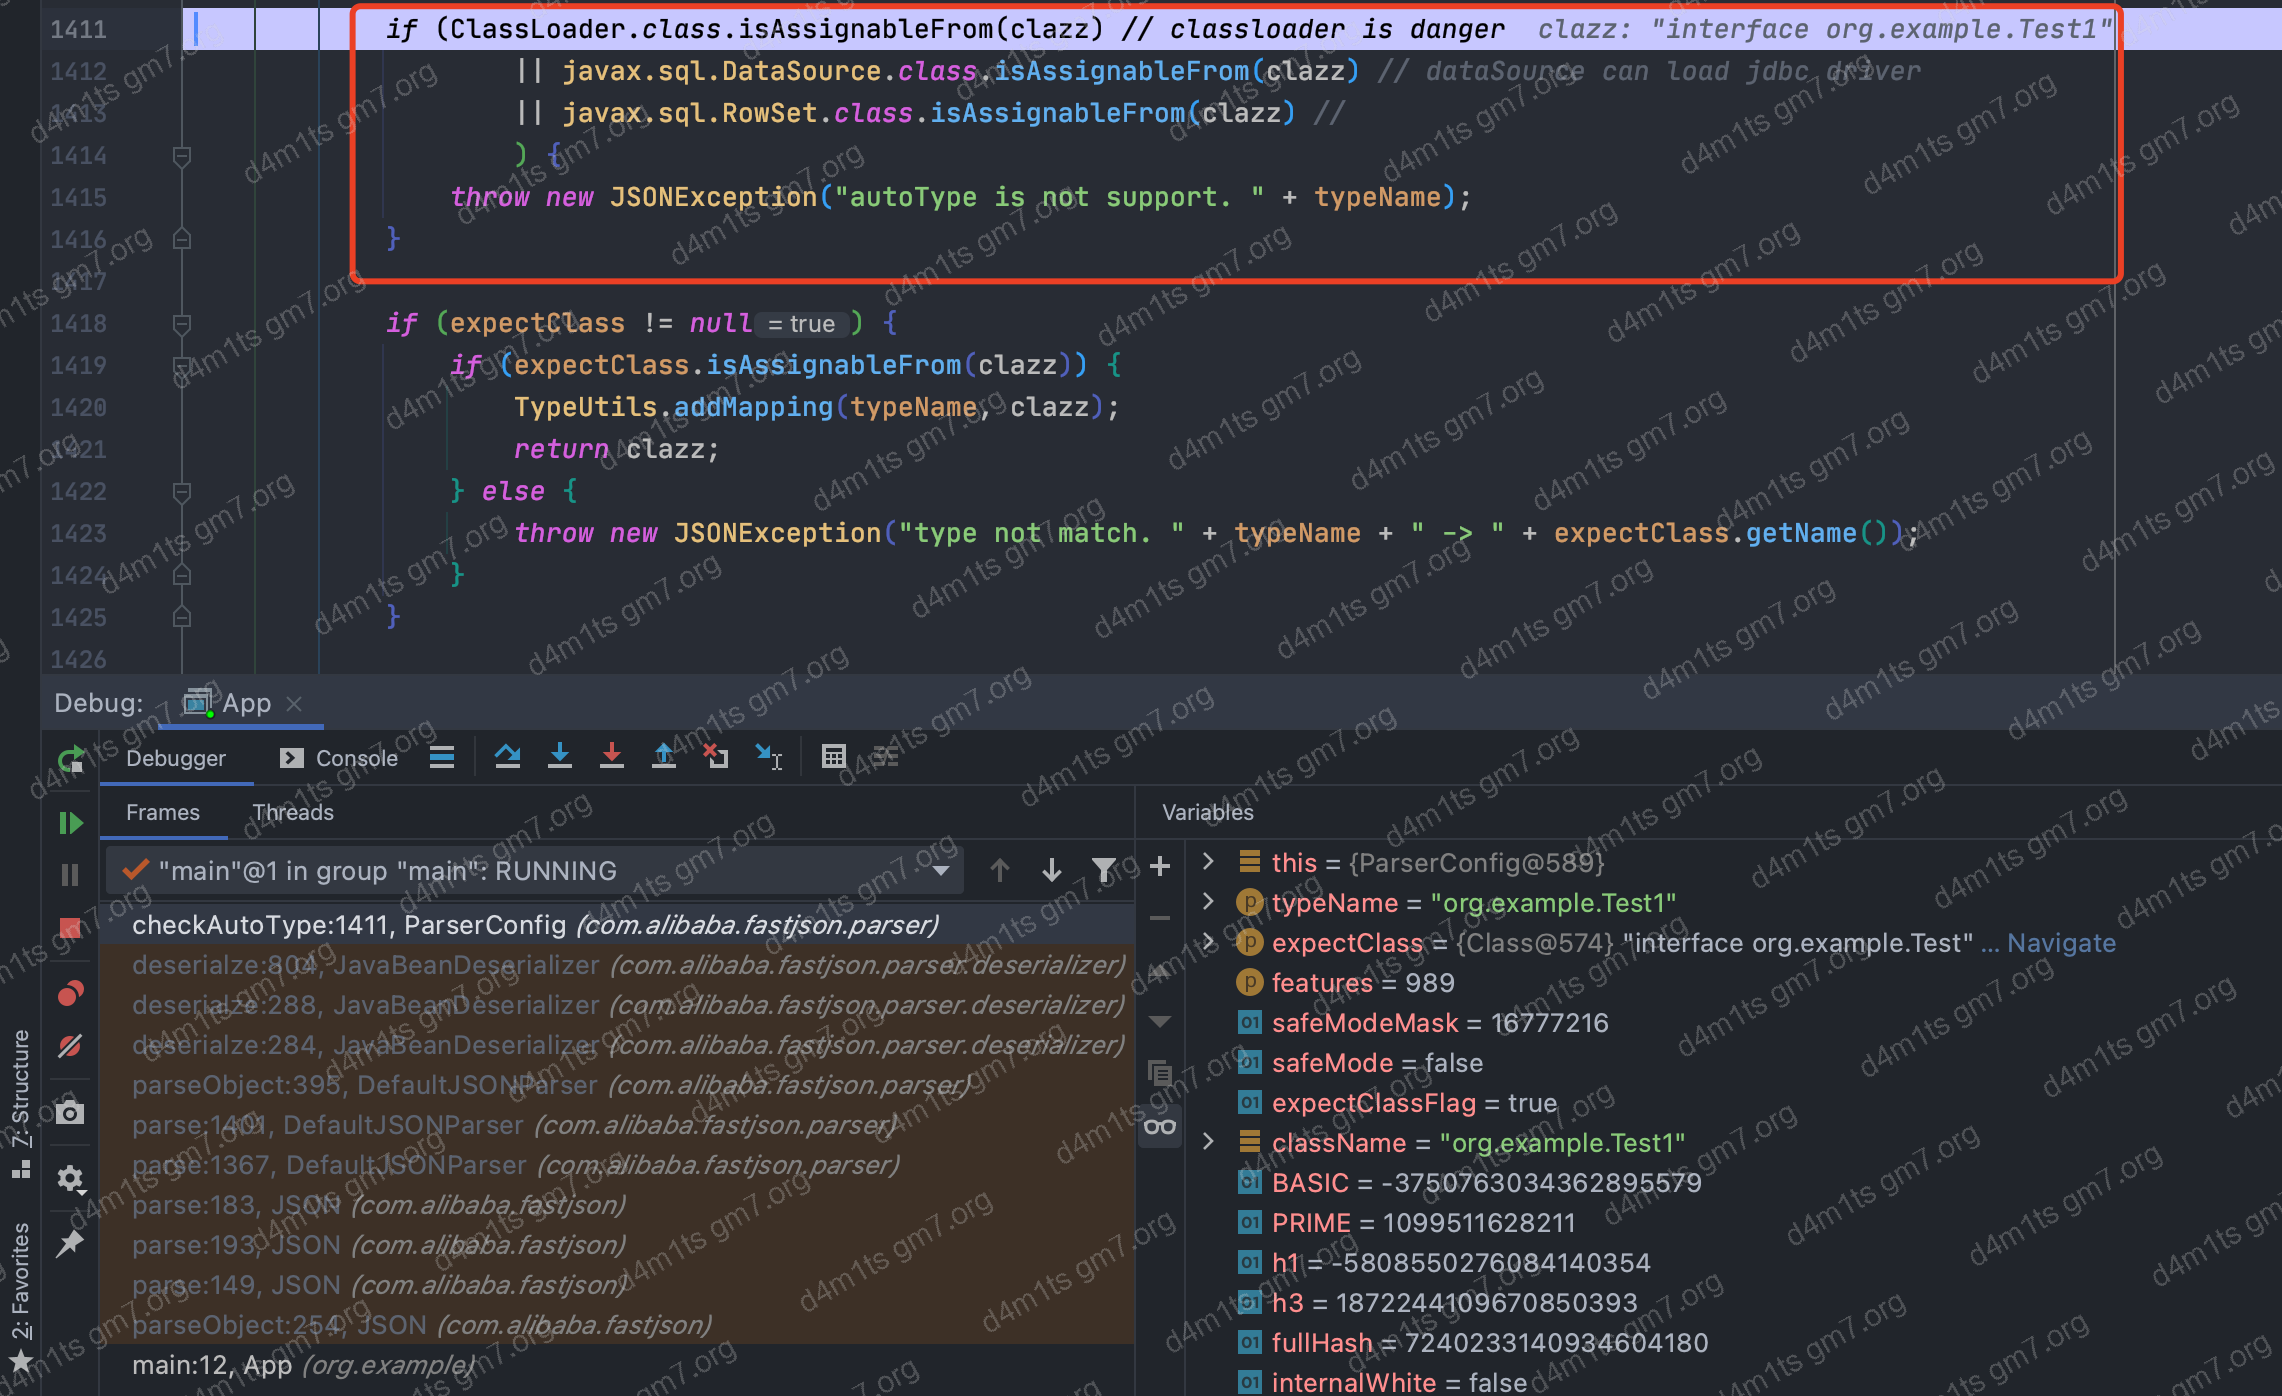 1411 if (ClassLoader.class.isAssignableFrom(clazz) // classloader is danger clazz: "interface org.example.Test1"
1412 || javax.sql.DataSource.class.isAssignableFrom(clazz) // dataSource can load jdbc driver
1413 || javax.sql.RowSet.class.isAssignableFrom(clazz) //
1414 ) {
1415 throw new JSONException("autoType is not support. " + typeName);
1416 }
1417
1418 if (expectClass != null = true ) {
1419 if (expectClass.isAssignableFrom(clazz)) {
1420 TypeUtils.addMapping(typeName, clazz);
1421 return clazz;
1422 } else {
1423 throw new JSONException("type not match. " + typeName + " -> " + expectClass.getName());
1424 }
1425 }
1426
Debug: App
Debugger Console
Frames Threads
Variables
"main"@1 in group "main": RUNNING
checkAutoType:1411, ParserConfig (com.alibaba.fastjson.parser)
deserialze:804, JavaBeanDeserializer (com.alibaba.fastjson.parser.deserializer)
deserialze:288, JavaBeanDeserializer (com.alibaba.fastjson.parser.deserializer)
deserialze:284, JavaBeanDeserializer (com.alibaba.fastjson.parser.deserializer)
parseObject:395, DefaultJSONParser (com.alibaba.fastjson.parser)
parse:1401, DefaultJSONParser (com.alibaba.fastjson.parser)
parse:1367, DefaultJSONParser (com.alibaba.fastjson.parser)
parse:183, JSON (com.alibaba.fastjson)
parse:193, JSON (com.alibaba.fastjson)
parse:149, JSON (com.alibaba.fastjson)
parseObject:254, JSON (com.alibaba.fastjson)
main:12, App (org.example)
this = {ParserConfig@589}
typeName = "org.example.Test1"
expectClass = {Class@574} "interface org.example.Test" ... Navigate
features = 989
safeModeMask = 16777216
safeMode = false
expectClassFlag = true
className = "org.example.Test1"
BASIC = -3750763034362895579
PRIME = 1099511628211
h1 = -5808550276084140354
h3 = 1872244109670850393
fullHash = 7240233140934604180
internalWhite = false
7: Structure
2: Favorites
d4m1ts gm7.org